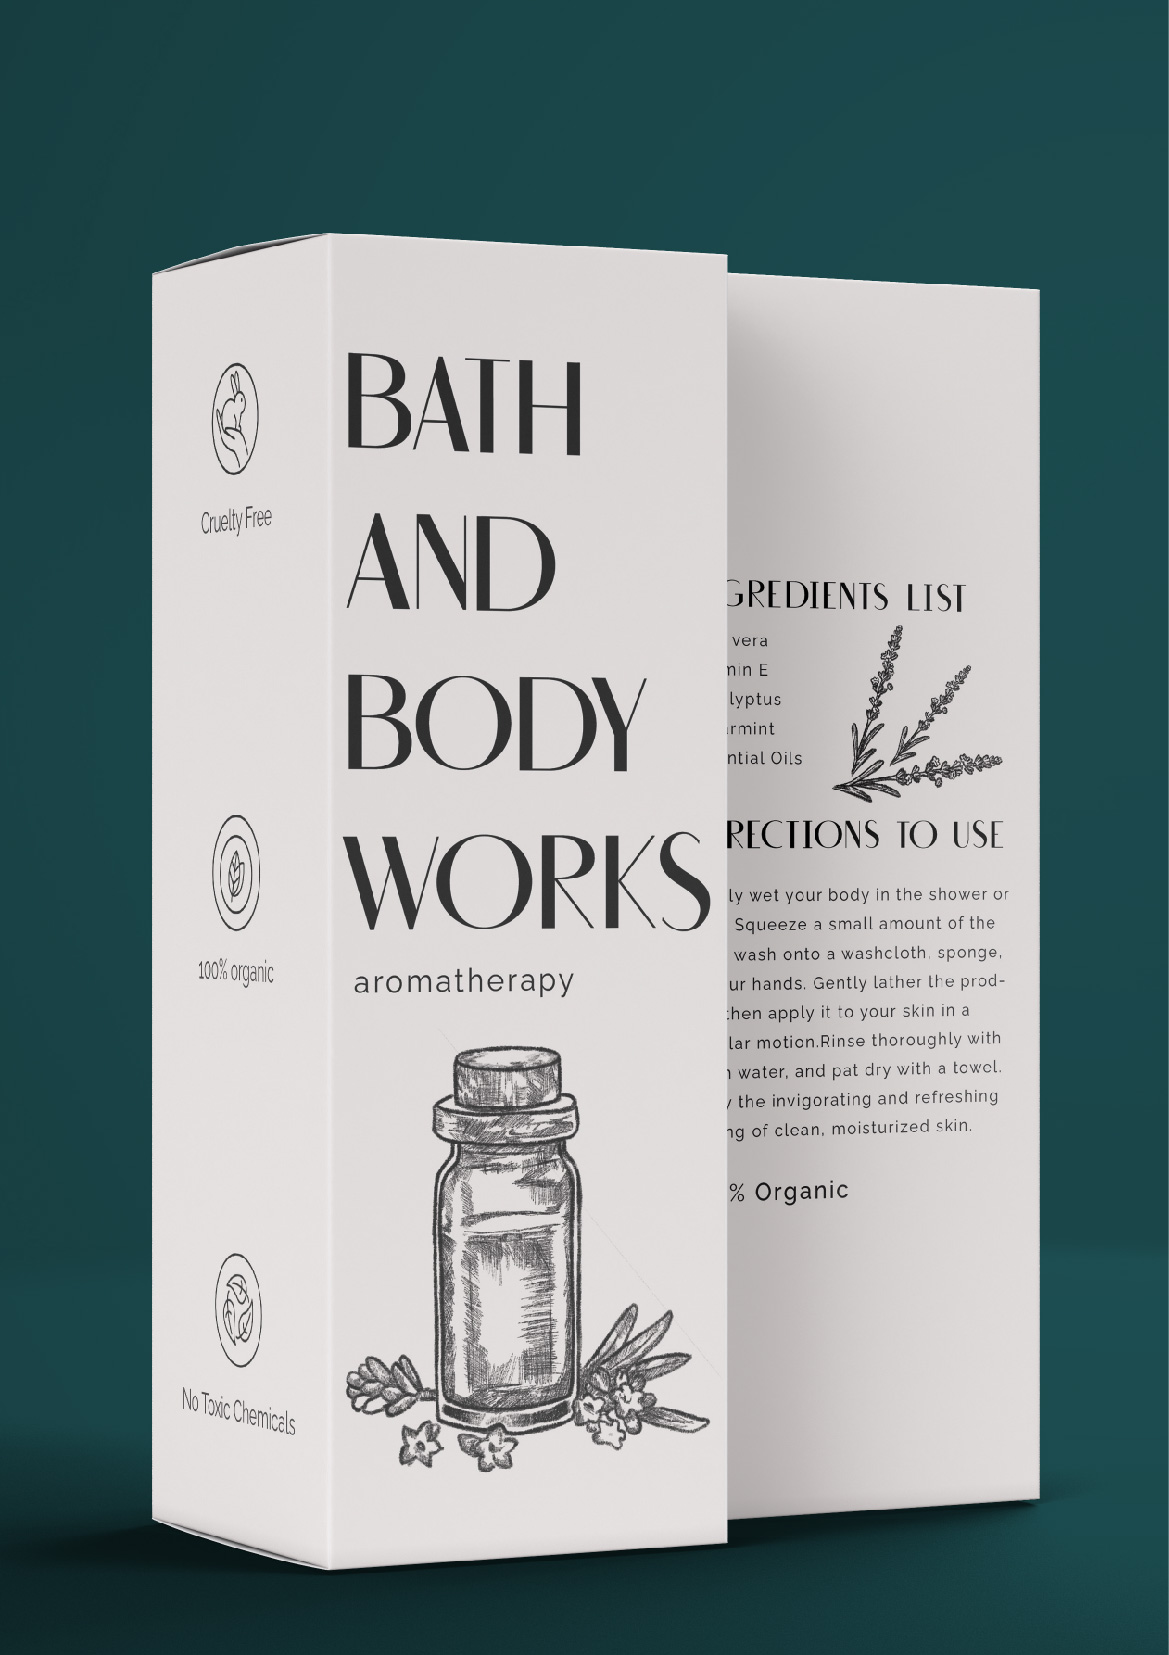 Cruelty Free
100% organic
No Toxic Chemicals
BATH
AND
BODY
WORKS
aromatherapy
GREDIENTS LIST
vera
min E
lyptus
rmint
ntial Oils
RECTIONS TO USE
ly wet your body in the shower or
Squeeze a small amount of the
wash onto a washcloth, sponge,
ur hands. Gently lather the prod-
then apply it to your skin in a
lar motion.Rinse thoroughly with
water, and pat dry with a towel.
the invigorating and refreshing
ng of clean, moisturized skin.
% Organic